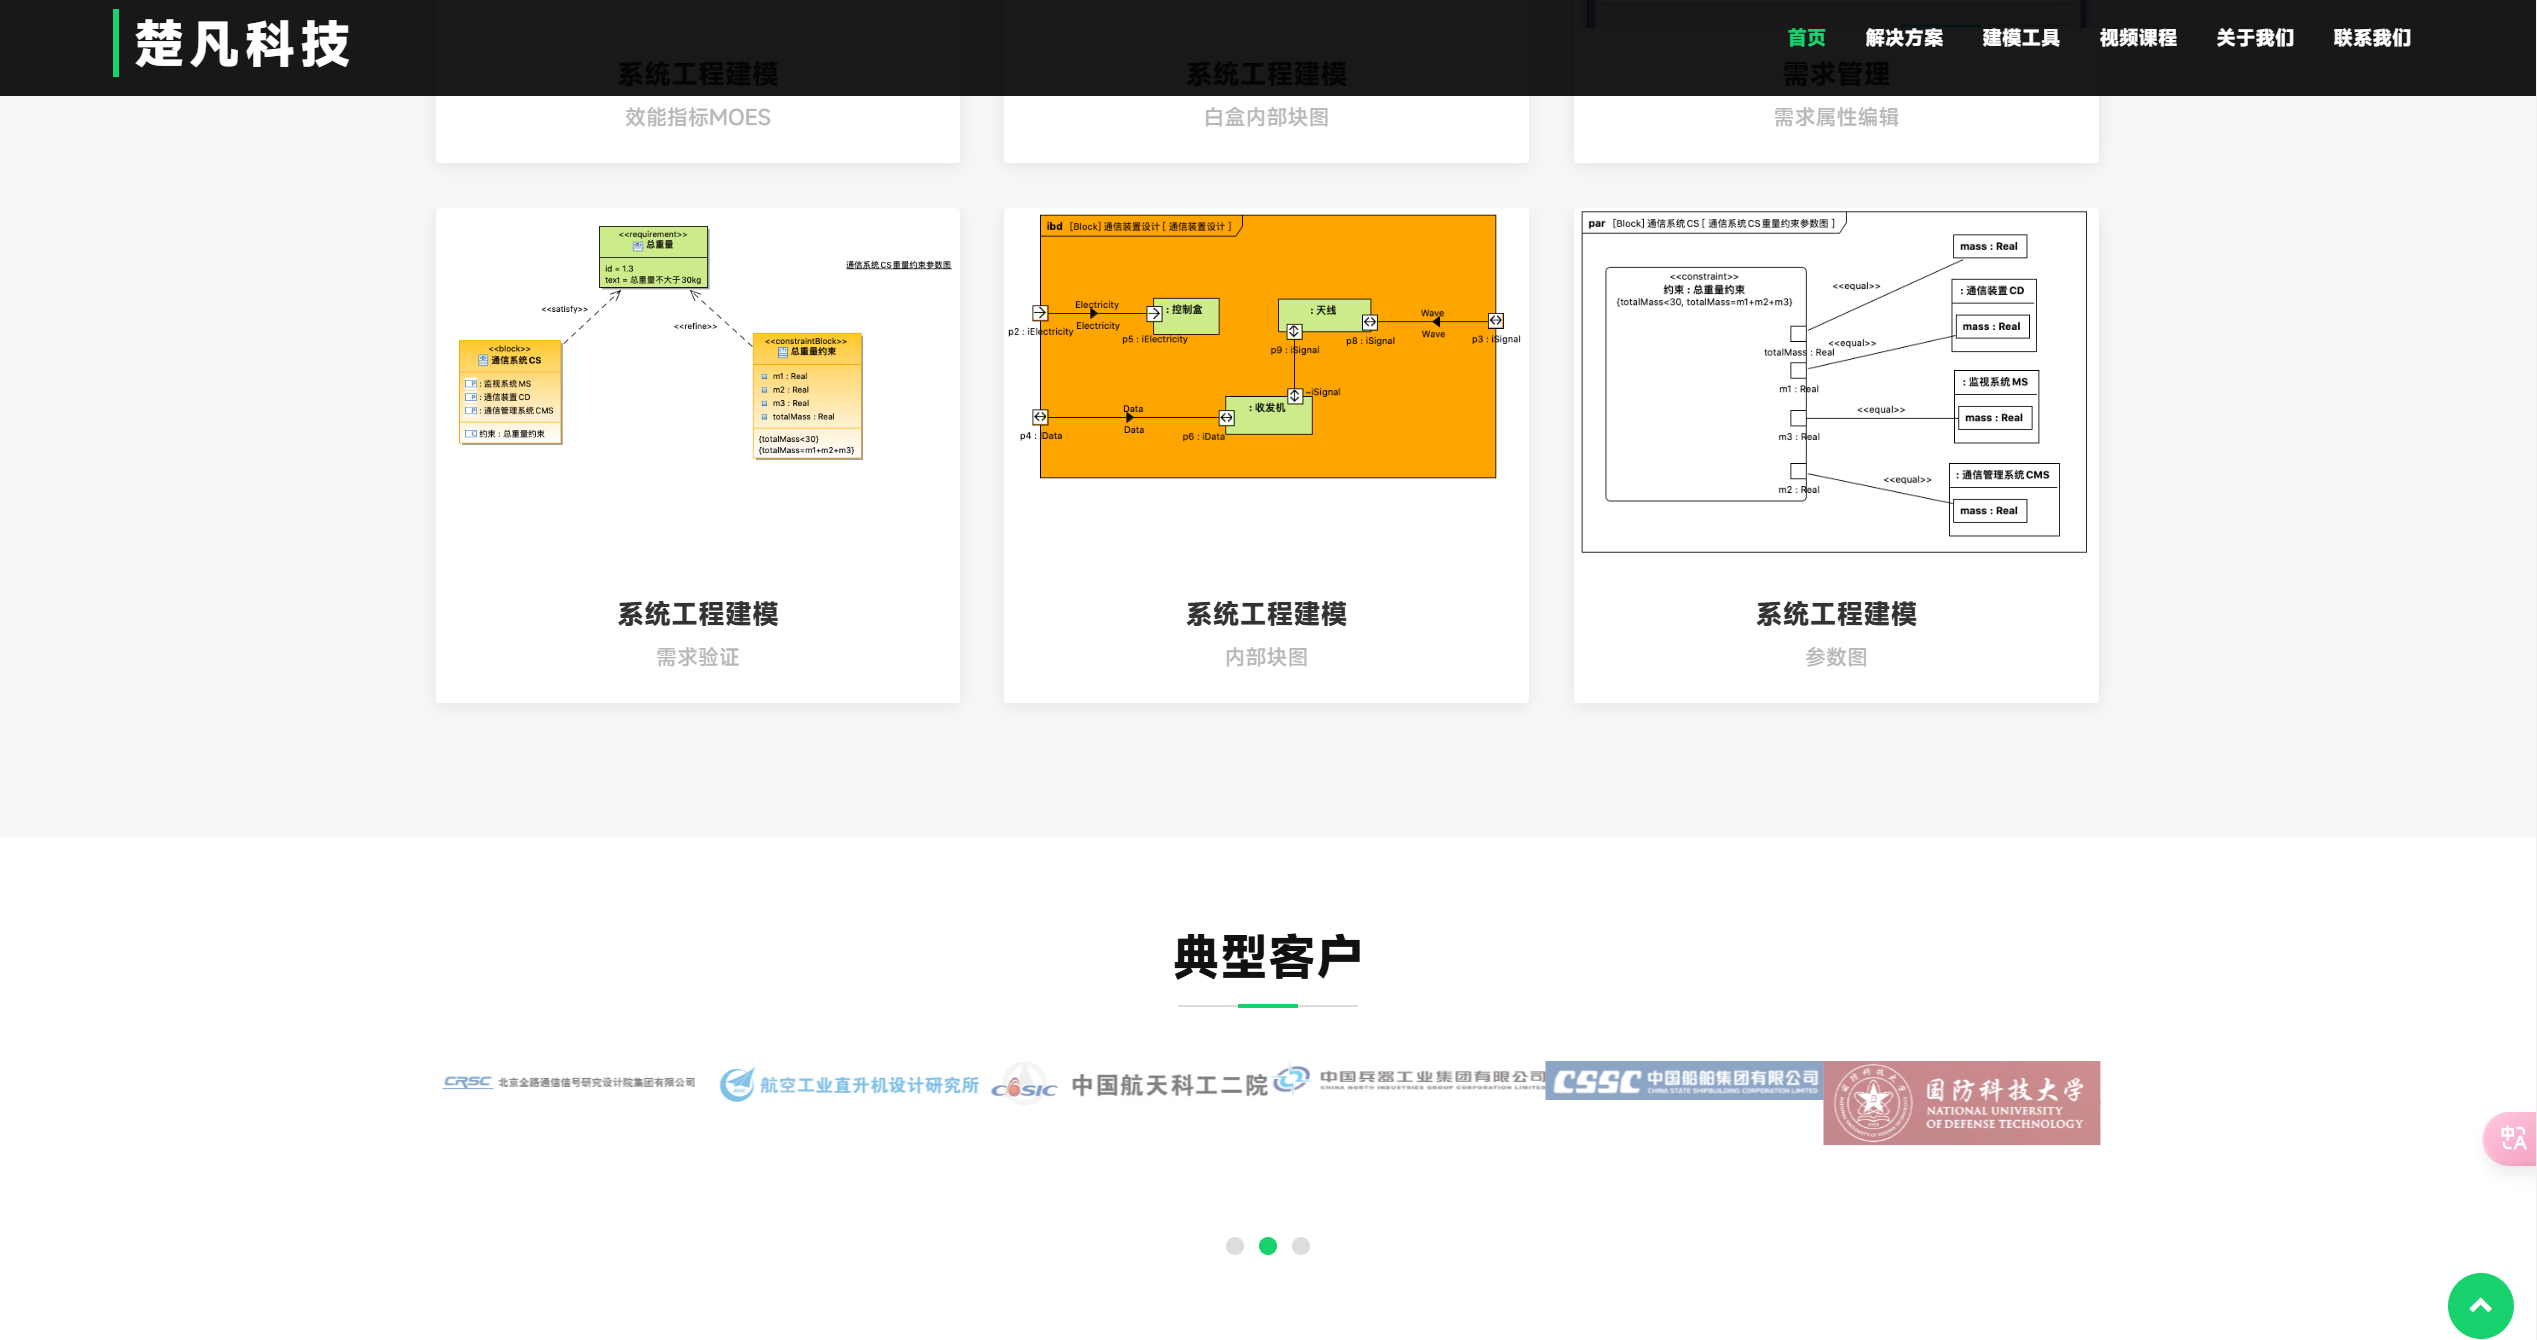 楚凡科技
首页
解决方案
建模工具
视频课程
关于我们
联系我们
系统工程建模
效能指标MOES
系统工程建模
白盒内部块图
需求管理
需求属性编辑
<<requirement>>
总重量
id = 1.3
text = 总重量不大于30kg
通信系统CS重量约束参数图
<<satisfy>>
<<refine>>
<<block>>
通信系统CS
: 监视系统MS
: 通信装置CD
: 通信管理系统CMS
约束 : 总重量约束
<<constraintBlock>>
总重量约束
m1 : Real
m2 : Real
m3 : Real
totalMass : Real
{totalMass<30}
{totalMass=m1+m2+m3}
系统工程建模
需求验证
ibd [Block] 通信装置设计 [ 通信装置设计 ]
Electricity
Electricity
p2 : iElectricity
p5 : iElectricity
: 控制盒
: 天线
Wave
Wave
p9 : iSignal
p8 : iSignal
p3 : iSignal
~iSignal
Data
Data
: 收发机
p4 : iData
p6 : iData
系统工程建模
内部块图
par [Block] 通信系统CS [ 通信系统CS重量约束参数图 ]
mass : Real
<<constraint>>
约束 : 总重量约束
{totalMass<30, totalMass=m1+m2+m3}
<<equal>>
: 通信装置CD
mass : Real
totalMass : Real
<<equal>>
m1 : Real
: 监视系统MS
<<equal>>
mass : Real
m3 : Real
: 通信管理系统CMS
<<equal>>
m2 : Real
mass : Real
系统工程建模
参数图
典型客户
CRSC 北京全路通信信号研究设计院集团有限公司
航空工业直升机设计研究所
CASIC 中国航天科工二院
中国兵器工业集团有限公司
CHINA NORTH INDUSTRIES GROUP CORPORATION LIMITED
CSSC 中国船舶集团有限公司
CHINA STATE SHIPBUILDING CORPORATION LIMITED
国防科技大学
NATIONAL UNIVERSITY
OF DEFENSE TECHNOLOGY
中A